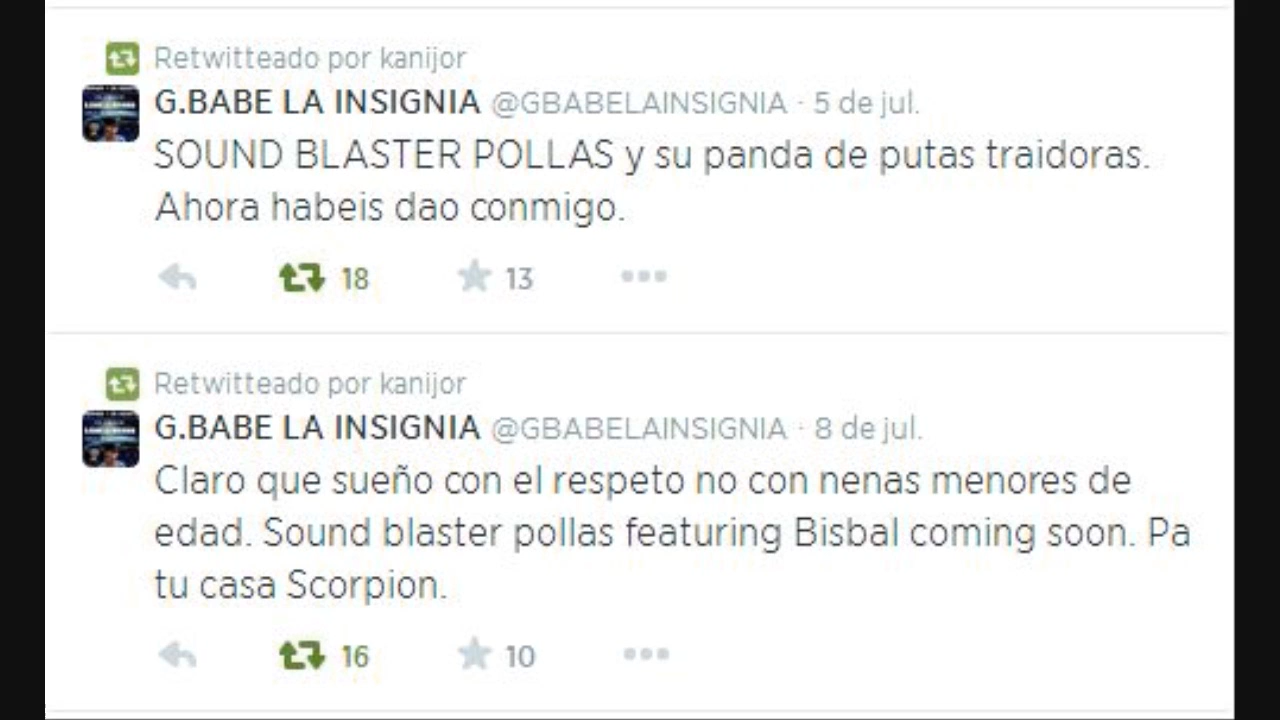 Retwitteado por kanijor
G.BABE LA INSIGNIA @GBABELAINSIGNIA · 5 de jul.
SOUND BLASTER POLLAS y su panda de putas traidoras.
Ahora habeis dao conmigo.
18 13
Retwitteado por kanijor
G.BABE LA INSIGNIA @GBABELAINSIGNIA · 8 de jul.
Claro que sueño con el respeto no con nenas menores de
edad. Sound blaster pollas featuring Bisbal coming soon. Pa
tu casa Scorpion.
16 10